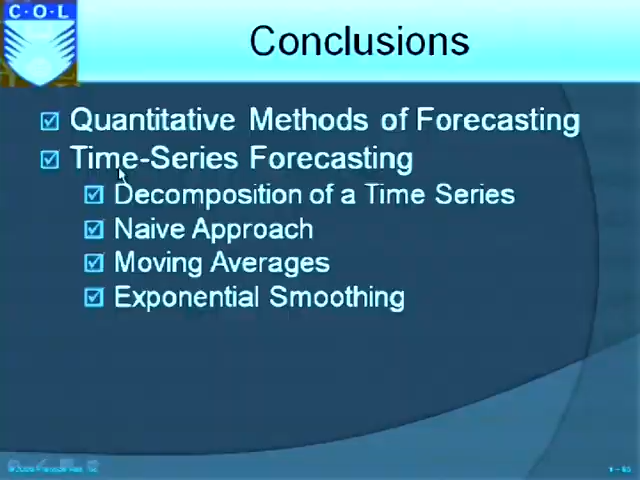 C·O·L
Conclusions
Quantitative Methods of Forecasting
Time-Series Forecasting
Decomposition of a Time Series
Naive Approach
Moving Averages
Exponential Smoothing